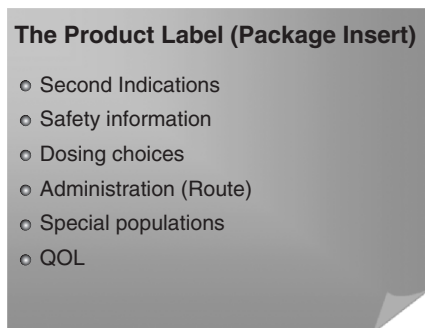 The Product Label (Package Insert)
Second Indications
Safety information
Dosing choices
Administration (Route)
Special populations
QOL